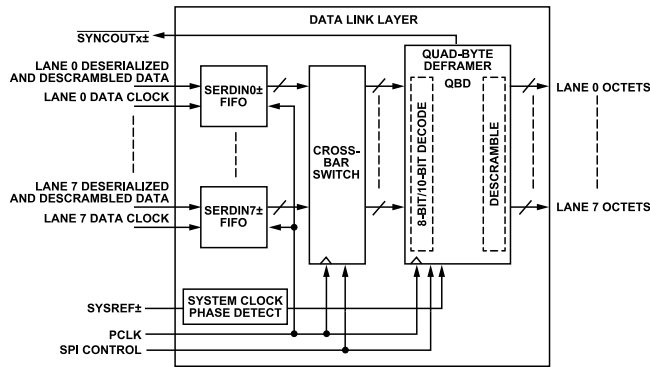 DATA LINK LAYER
SYNCOUTx±
QUAD-BYTE
DEFRAMER
QBD
LANE 0 DESERIALIZED
AND DESCRAMBLED DATA
LANE 0 DATA CLOCK
SERDIN0±
FIFO
LANE 0 OCTETS
CROSS-
BAR
SWITCH
8-BIT/10-BIT DECODE
DESCRAMBLE
LANE 7 DESERIALIZED
AND DESCRAMBLED DATA
LANE 7 DATA CLOCK
SERDIN7±
FIFO
LANE 7 OCTETS
SYSREF±
SYSTEM CLOCK
PHASE DETECT
PCLK
SPI CONTROL